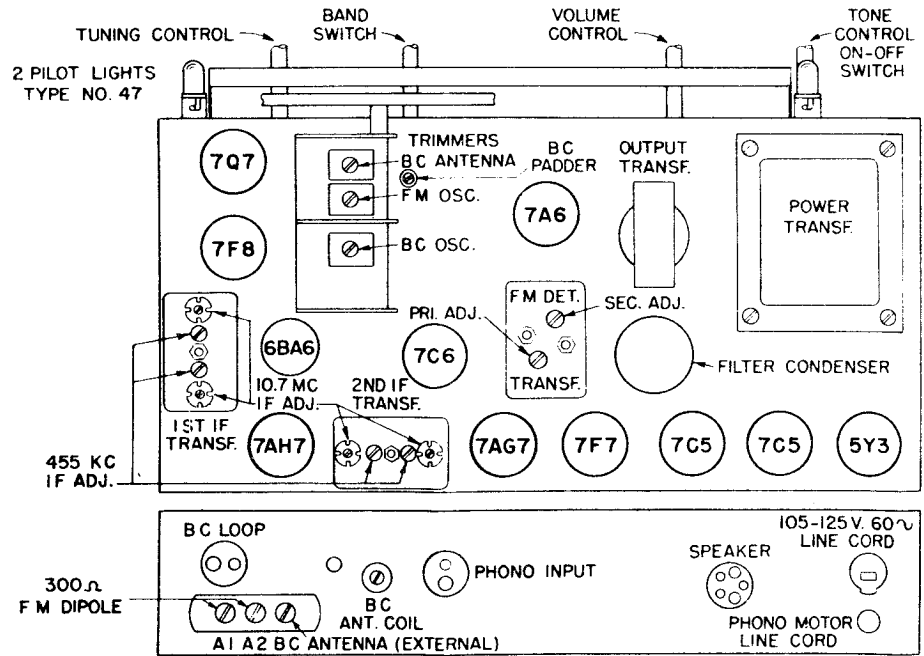 TUNING CONTROL
BAND
SWITCH
VOLUME
CONTROL
TONE
CONTROL
ON-OFF
SWITCH
2 PILOT LIGHTS
TYPE NO. 47
7Q7
TRIMMERS
BC ANTENNA
FM OSC.
BC OSC.
BC
PADDER
OUTPUT
TRANSF.
7A6
POWER
TRANSF.
7F8
FM DET.
TRANSF.
PRI. ADJ.
SEC. ADJ.
6BA6
7C6
FILTER CONDENSER
10.7 MC
IF ADJ.
2ND IF
TRANSF.
1ST IF
TRANSF.
7AH7
7AG7
7F7
7C5
7C5
5Y3
455 KC
IF ADJ.
BC LOOP
105-125 V. 60~
LINE CORD
SPEAKER
PHONO INPUT
300Ω
FM DIPOLE
BC
ANT. COIL
PHONO MOTOR
LINE CORD
A1 A2 BC ANTENNA (EXTERNAL)